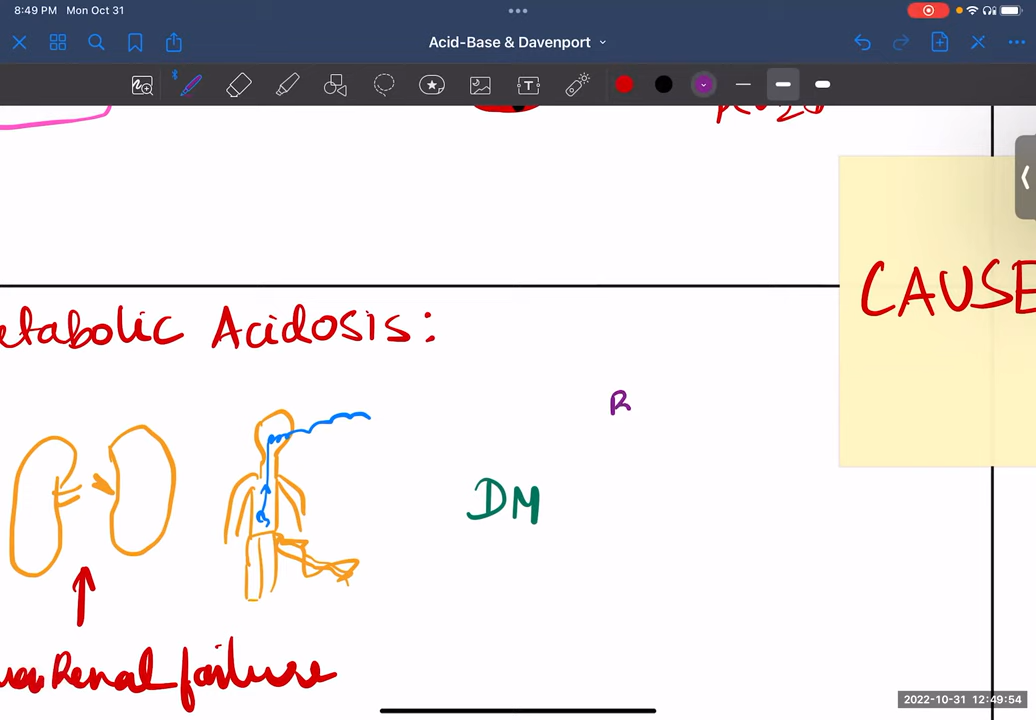 8:49 PM Mon Oct 31
Acid-Base & Davenport
T
CAUSE
etabolic Acidosis:
R
DM
Renal failure
2022-10-31 12:49:54